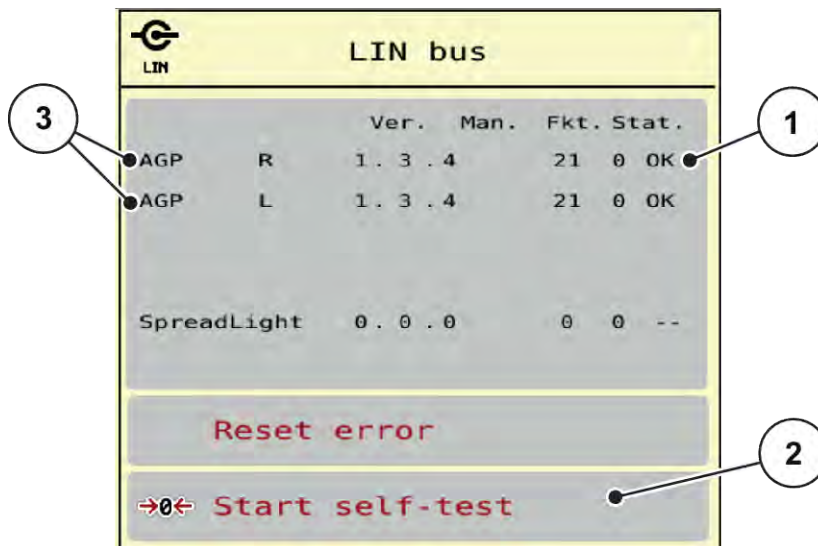 LIN
LIN bus
Ver. Man. Fkt. Stat.
AGP R 1.3.4 21 0 OK
AGP L 1.3.4 21 0 OK
SpreadLight 0.0.0 0 0 --
Reset error
→0← Start self-test
3
1
2